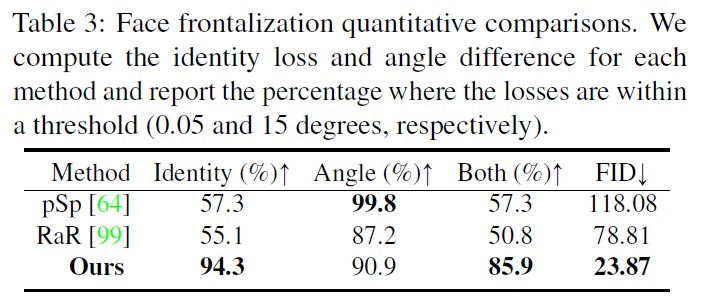 Table 3: Face frontalization quantitative comparisons. We
compute the identity loss and angle difference for each
method and report the percentage where the losses are within
a threshold (0.05 and 15 degrees, respectively).
Method Identity (%)↑ Angle (%)↑ Both (%)↑ FID↓
pSp [64] 57.3 99.8 57.3 118.08
RaR [99] 55.1 87.2 50.8 78.81
Ours 94.3 90.9 85.9 23.87